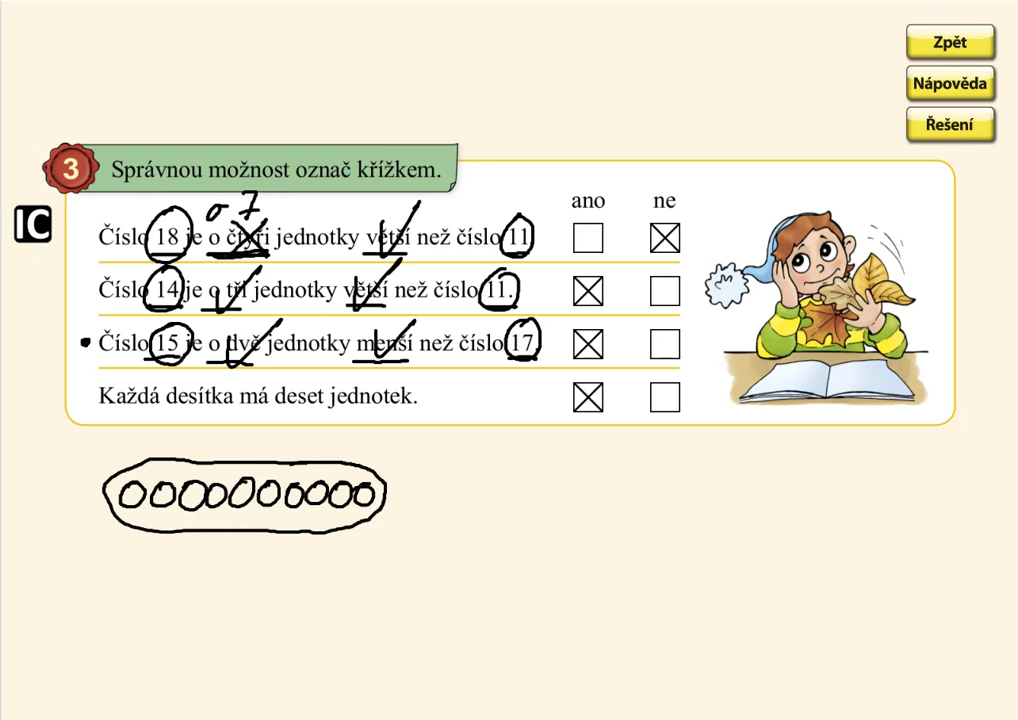 Zpět
Nápověda
Řešení
3 Správnou možnost označ křížkem.
ano ne
IC
o 7
Číslo 18 je o čtyři jednotky větší než číslo 11.
Číslo 14 je o tři jednotky větší než číslo 11.
Číslo 15 je o dvě jednotky menší než číslo 17.
Každá desítka má deset jednotek.